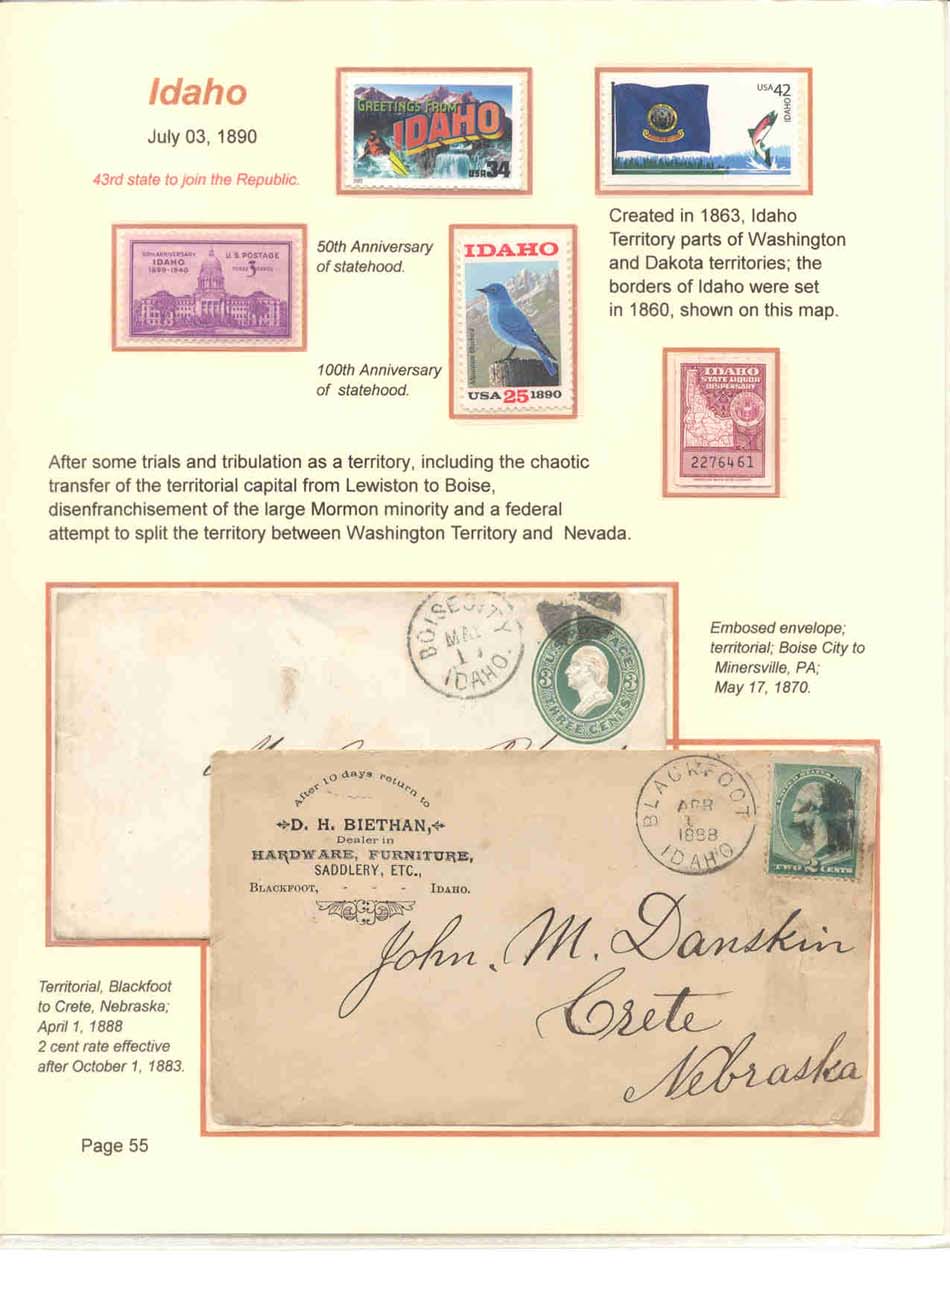 Idaho
July 03, 1890
43rd state to join the Republic.
GREETINGS FROM
IDAHO
USA 34
USA 42
IDAHO
Created in 1863, Idaho
Territory parts of Washington
and Dakota territories; the
borders of Idaho were set
in 1860, shown on this map.
50TH ANNIVERSARY
IDAHO
1890-1940
U.S. POSTAGE
3
50th Anniversary
of statehood.
100th Anniversary
of statehood.
IDAHO
Mountain Bluebird
USA 25 1890
IDAHO
STATE LIQUOR
DISPENSARY
2276461
After some trials and tribulation as a territory, including the chaotic
transfer of the territorial capital from Lewiston to Boise,
disenfranchisement of the large Mormon minority and a federal
attempt to split the territory between Washington Territory and Nevada.
BOISE CITY
MAY
17
IDAHO.
THREE CENTS
Embosed envelope;
territorial; Boise City to
Minersville, PA;
May 17, 1870.
After 10 days return to
D. H. BIETHAN,
Dealer in
HARDWARE, FURNITURE,
SADDLERY, ETC.,
BLACKFOOT, - - - IDAHO.
BLACKFOOT
APR
1
1888
IDAHO
TWO 2 CENTS
John. M. Danskin
Crete
Nebraska
Territorial, Blackfoot
to Crete, Nebraska;
April 1, 1888
2 cent rate effective
after October 1, 1883.
Page 55